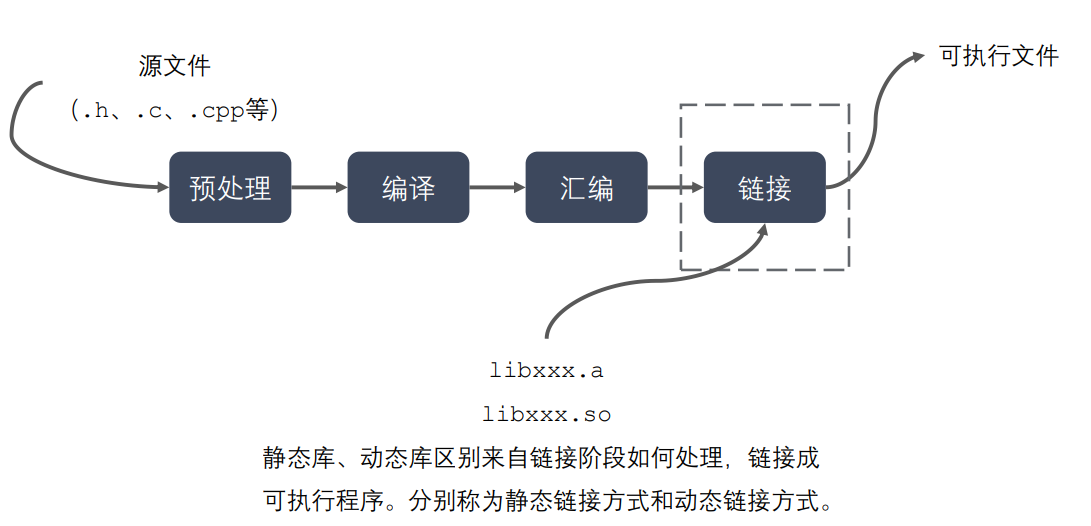 源文件
可执行文件
（.h、.c、.cpp等）
预处理
编译
汇编
链接
libxxx.a
libxxx.so
静态库、动态库区别来自链接阶段如何处理，链接成
可执行程序。分别称为静态链接方式和动态链接方式。